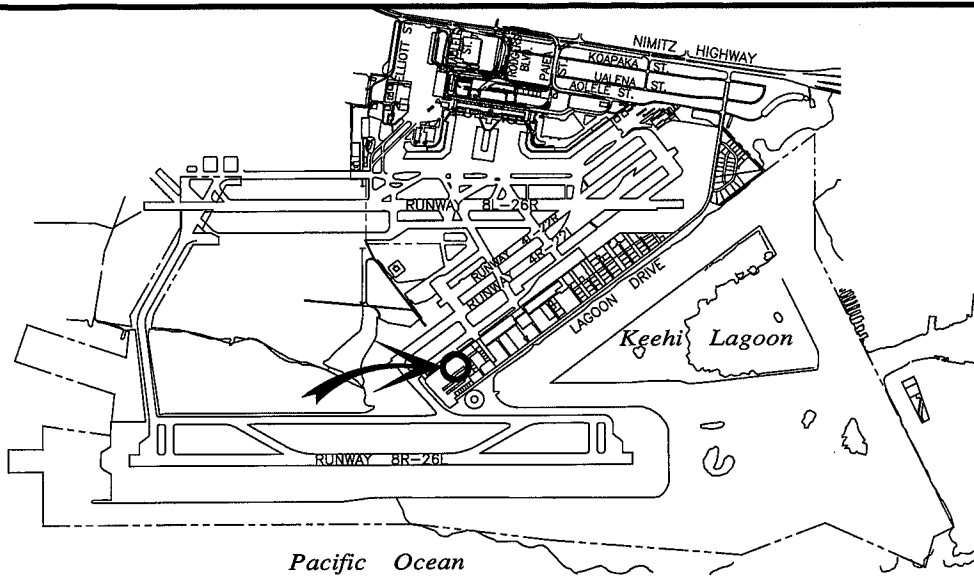 NIMITZ HIGHWAY
ELLIOTT ST
ST.
RODGERS
BLVD.
PAIEA
ST.
KOAPAKA ST.
UALENA ST.
AOLELE ST.
RUNWAY 8L-26R
RUNWAY 4L-22R
RUNWAY 4R-22L
LAGOON DRIVE
Keehi Lagoon
RUNWAY 8R-26L
Pacific Ocean